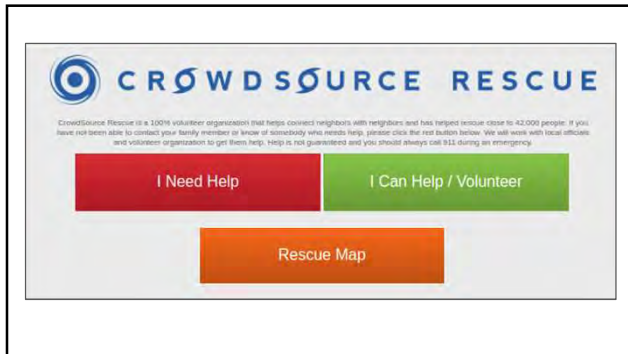 CROWDSOURCE RESCUE
CrowdSource Rescue is a 100% volunteer organization that helps connect neighbors with neighbors and has helped rescue close to 42,000 people. If you
have not been able to contact your family member or know of somebody who needs help, please click the red button below. We will work with local officials
and volunteer organization to get them help. Help is not guaranteed and you should always call 911 during an emergency.
I Need Help
I Can Help / Volunteer
Rescue Map